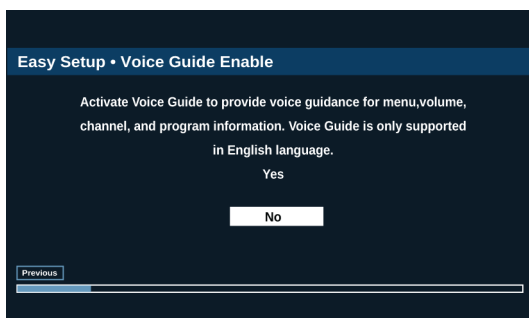 Easy Setup • Voice Guide Enable
Activate Voice Guide to provide voice guidance for menu,volume,
channel, and program information. Voice Guide is only supported
in English language.
Yes
No
Previous